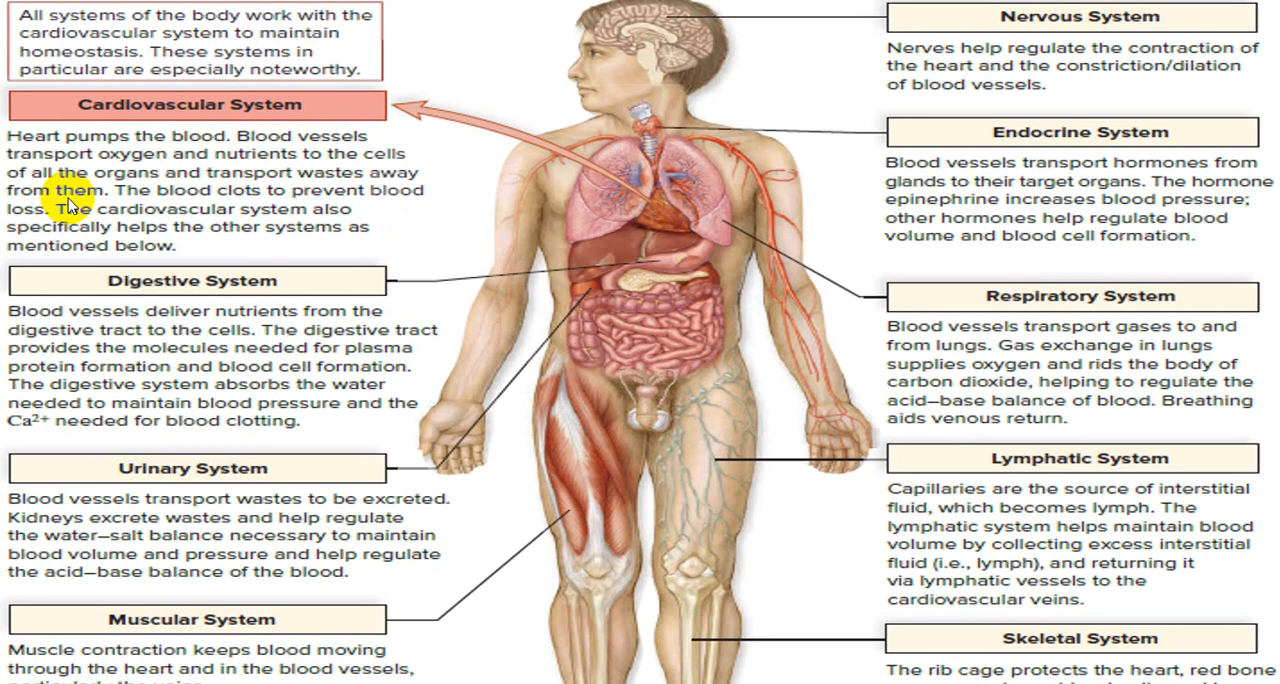 All systems of the body work with the
cardiovascular system to maintain
homeostasis. These systems in
particular are especially noteworthy.
Cardiovascular System
Heart pumps the blood. Blood vessels
transport oxygen and nutrients to the cells
of all the organs and transport wastes away
from them. The blood clots to prevent blood
loss. The cardiovascular system also
specifically helps the other systems as
mentioned below.
Digestive System
Blood vessels deliver nutrients from the
digestive tract to the cells. The digestive tract
provides the molecules needed for plasma
protein formation and blood cell formation.
The digestive system absorbs the water
needed to maintain blood pressure and the
Ca²⁺ needed for blood clotting.
Urinary System
Blood vessels transport wastes to be excreted.
Kidneys excrete wastes and help regulate
the water–salt balance necessary to maintain
blood volume and pressure and help regulate
the acid–base balance of the blood.
Muscular System
Muscle contraction keeps blood moving
through the heart and in the blood vessels,
Nervous System
Nerves help regulate the contraction of
the heart and the constriction/dilation
of blood vessels.
Endocrine System
Blood vessels transport hormones from
glands to their target organs. The hormone
epinephrine increases blood pressure;
other hormones help regulate blood
volume and blood cell formation.
Respiratory System
Blood vessels transport gases to and
from lungs. Gas exchange in lungs
supplies oxygen and rids the body of
carbon dioxide, helping to regulate the
acid–base balance of blood. Breathing
aids venous return.
Lymphatic System
Capillaries are the source of interstitial
fluid, which becomes lymph. The
lymphatic system helps maintain blood
volume by collecting excess interstitial
fluid (i.e., lymph), and returning it
via lymphatic vessels to the
cardiovascular veins.
Skeletal System
The rib cage protects the heart, red bone